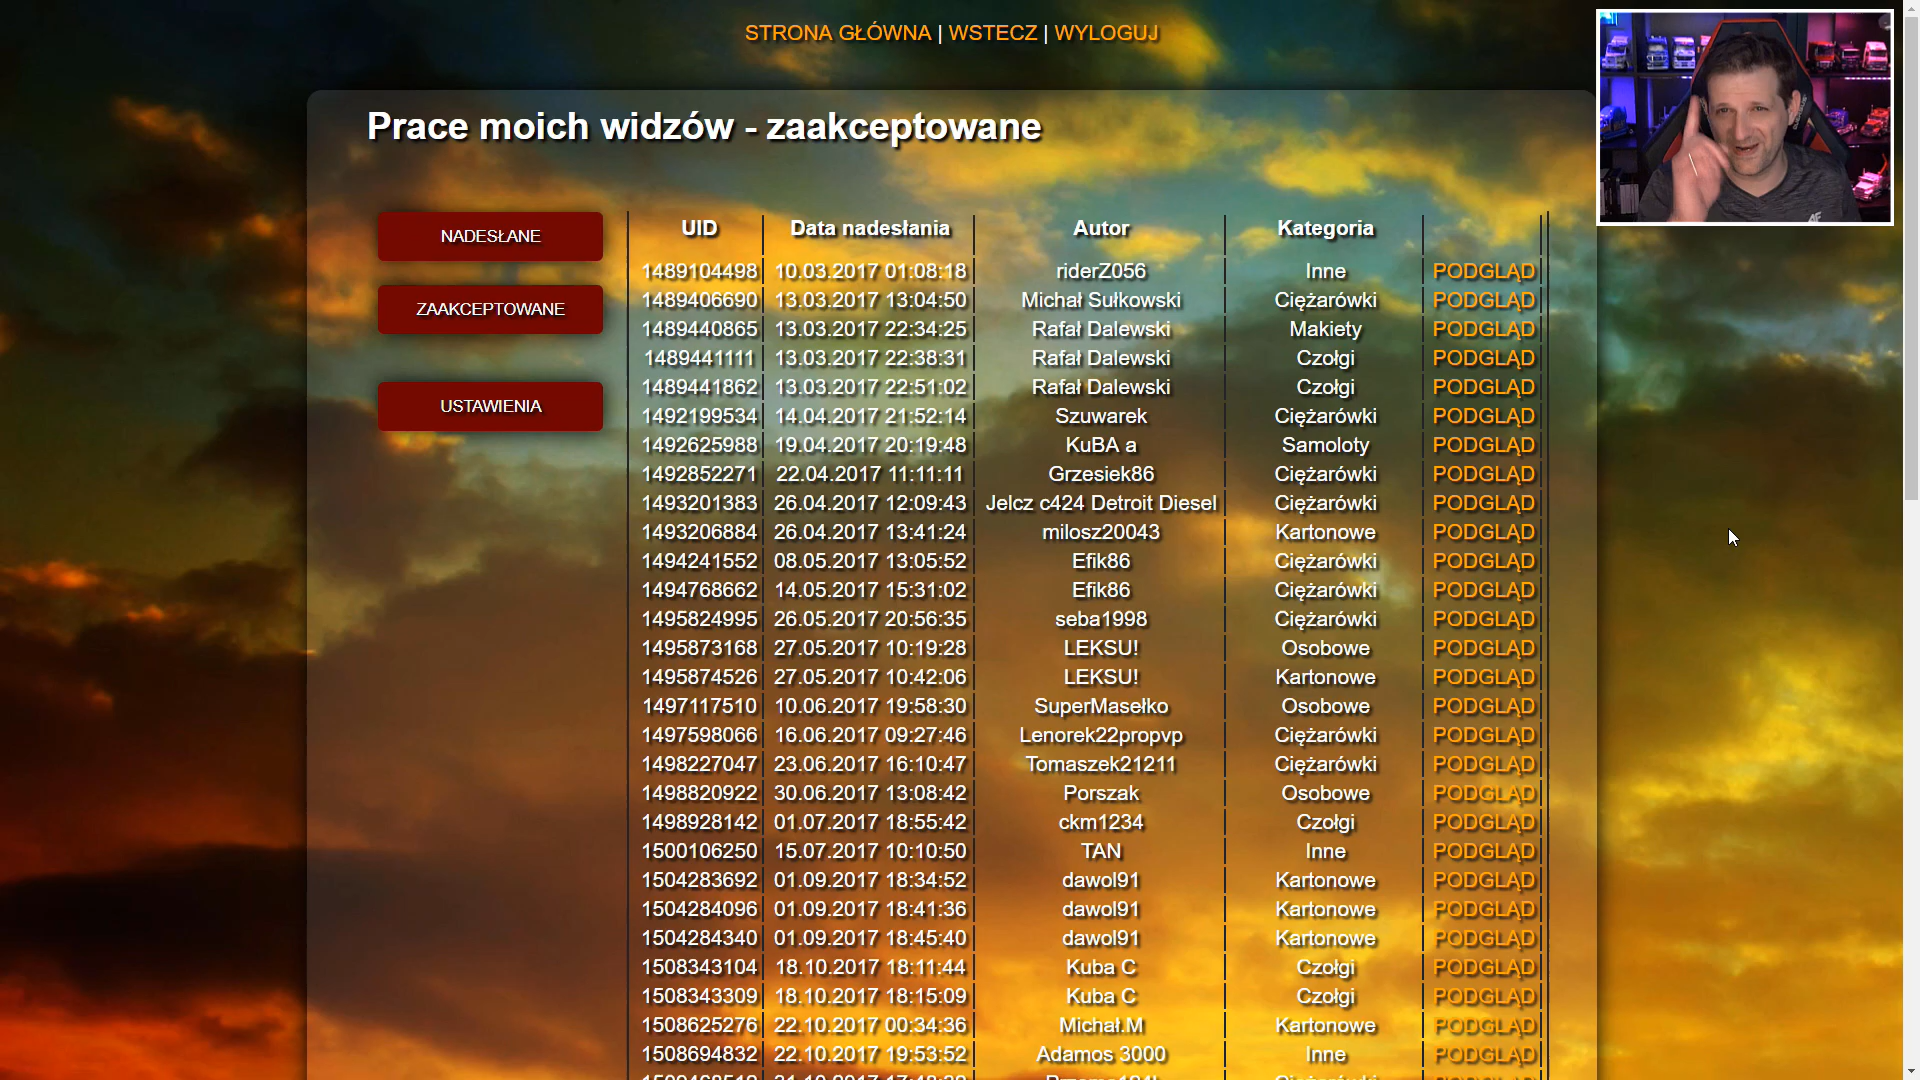 STRONA GŁÓWNA | WSTECZ | WYLOGUJ
Prace moich widzów - zaakceptowane
NADESŁANE
ZAAKCEPTOWANE
USTAWIENIA
UID Data nadesłania Autor Kategoria
1489104498 10.03.2017 01:08:18 riderZ056 Inne PODGLĄD
1489406690 13.03.2017 13:04:50 Michał Sułkowski Ciężarówki PODGLĄD
1489440865 13.03.2017 22:34:25 Rafał Dalewski Makiety PODGLĄD
1489441111 13.03.2017 22:38:31 Rafał Dalewski Czołgi PODGLĄD
1489441862 13.03.2017 22:51:02 Rafał Dalewski Czołgi PODGLĄD
1492199534 14.04.2017 21:52:14 Szuwarek Ciężarówki PODGLĄD
1492625988 19.04.2017 20:19:48 KuBA a Samoloty PODGLĄD
1492852271 22.04.2017 11:11:11 Grzesiek86 Ciężarówki PODGLĄD
1493201383 26.04.2017 12:09:43 Jelcz c424 Detroit Diesel Ciężarówki PODGLĄD
1493206884 26.04.2017 13:41:24 milosz20043 Kartonowe PODGLĄD
1494241552 08.05.2017 13:05:52 Efik86 Ciężarówki PODGLĄD
1494768662 14.05.2017 15:31:02 Efik86 Ciężarówki PODGLĄD
1495824995 26.05.2017 20:56:35 seba1998 Ciężarówki PODGLĄD
1495873168 27.05.2017 10:19:28 LEKSU! Osobowe PODGLĄD
1495874526 27.05.2017 10:42:06 LEKSU! Kartonowe PODGLĄD
1497117510 10.06.2017 19:58:30 SuperMasełko Osobowe PODGLĄD
1497598066 16.06.2017 09:27:46 Lenorek22propvp Ciężarówki PODGLĄD
1498227047 23.06.2017 16:10:47 Tomaszek21211 Ciężarówki PODGLĄD
1498820922 30.06.2017 13:08:42 Porszak Osobowe PODGLĄD
1498928142 01.07.2017 18:55:42 ckm1234 Czołgi PODGLĄD
1500106250 15.07.2017 10:10:50 TAN Inne PODGLĄD
1504283692 01.09.2017 18:34:52 dawol91 Kartonowe PODGLĄD
1504284096 01.09.2017 18:41:36 dawol91 Kartonowe PODGLĄD
1504284340 01.09.2017 18:45:40 dawol91 Kartonowe PODGLĄD
1508343104 18.10.2017 18:11:44 Kuba C Czołgi PODGLĄD
1508343309 18.10.2017 18:15:09 Kuba C Czołgi PODGLĄD
1508625276 22.10.2017 00:34:36 Michał.M Kartonowe PODGLĄD
1508694832 22.10.2017 19:53:52 Adamos 3000 Inne PODGLĄD